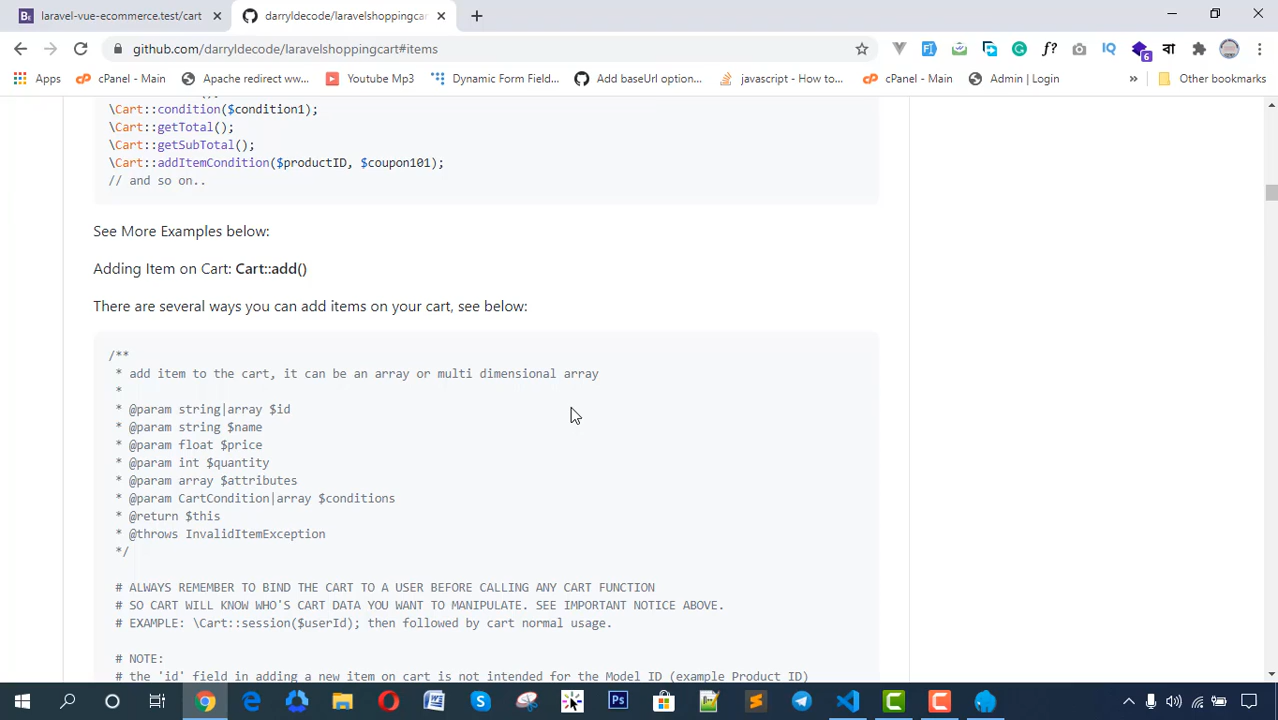 laravel-vue-ecommerce.test/cart
darryldecode/laravelshoppingcar
github.com/darryldecode/laravelshoppingcart#items
Apps
cPanel - Main
Apache redirect ww...
Youtube Mp3
Dynamic Form Field...
Add baseUrl option...
javascript - How to...
cPanel - Main
Admin | Login
Other bookmarks
\Cart::condition($condition1);
\Cart::getTotal();
\Cart::getSubTotal();
\Cart::addItemCondition($productID, $coupon101);
// and so on..
See More Examples below:
Adding Item on Cart: Cart::add()
There are several ways you can add items on your cart, see below:
/**
* add item to the cart, it can be an array or multi dimensional array
*
* @param string|array $id
* @param string $name
* @param float $price
* @param int $quantity
* @param array $attributes
* @param CartCondition|array $conditions
* @return $this
* @throws InvalidItemException
*/
# ALWAYS REMEMBER TO BIND THE CART TO A USER BEFORE CALLING ANY CART FUNCTION
# SO CART WILL KNOW WHO'S CART DATA YOU WANT TO MANIPULATE. SEE IMPORTANT NOTICE ABOVE.
# EXAMPLE: \Cart::session($userId); then followed by cart normal usage.
# NOTE:
# the 'id' field in adding a new item on cart is not intended for the Model ID (example Product ID)